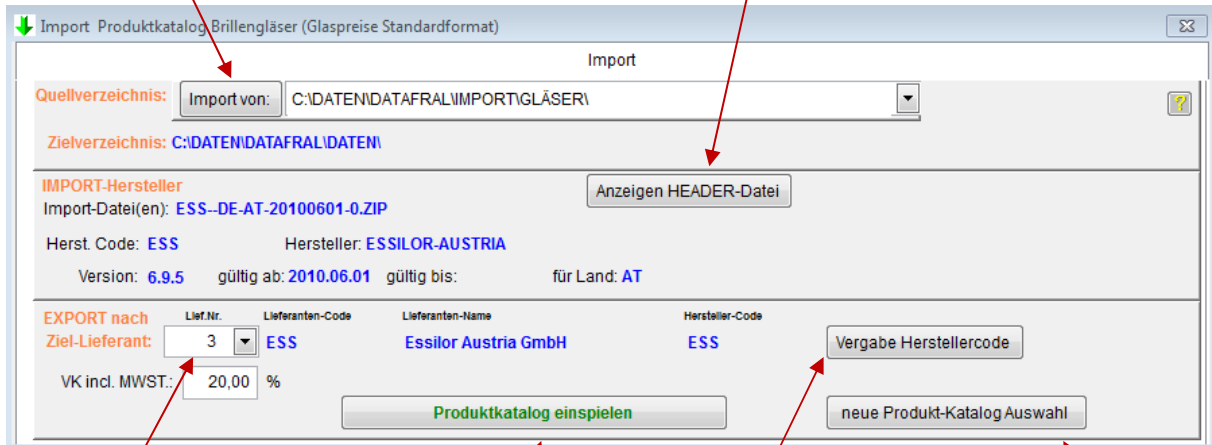 Import Produktkatalog Brillengläser (Glaspreise Standardformat)
Import
Quellverzeichnis: Import von: C:\DATEN\DATAFRAL\IMPORT\GLÄSER\
?
Zielverzeichnis: C:\DATEN\DATAFRAL\DATEN\
IMPORT-Hersteller
Anzeigen HEADER-Datei
Import-Datei(en): ESS--DE-AT-20100601-0.ZIP
Herst. Code: ESS Hersteller: ESSILOR-AUSTRIA
Version: 6.9.5 gültig ab: 2010.06.01 gültig bis: für Land: AT
EXPORT nach Lief.Nr. Lieferanten-Code Lieferanten-Name Hersteller-Code
Ziel-Lieferant: 3 ESS Essilor Austria GmbH ESS Vergabe Herstellercode
VK incl. MWST.: 20,00 %
Produktkatalog einspielen neue Produkt-Katalog Auswahl